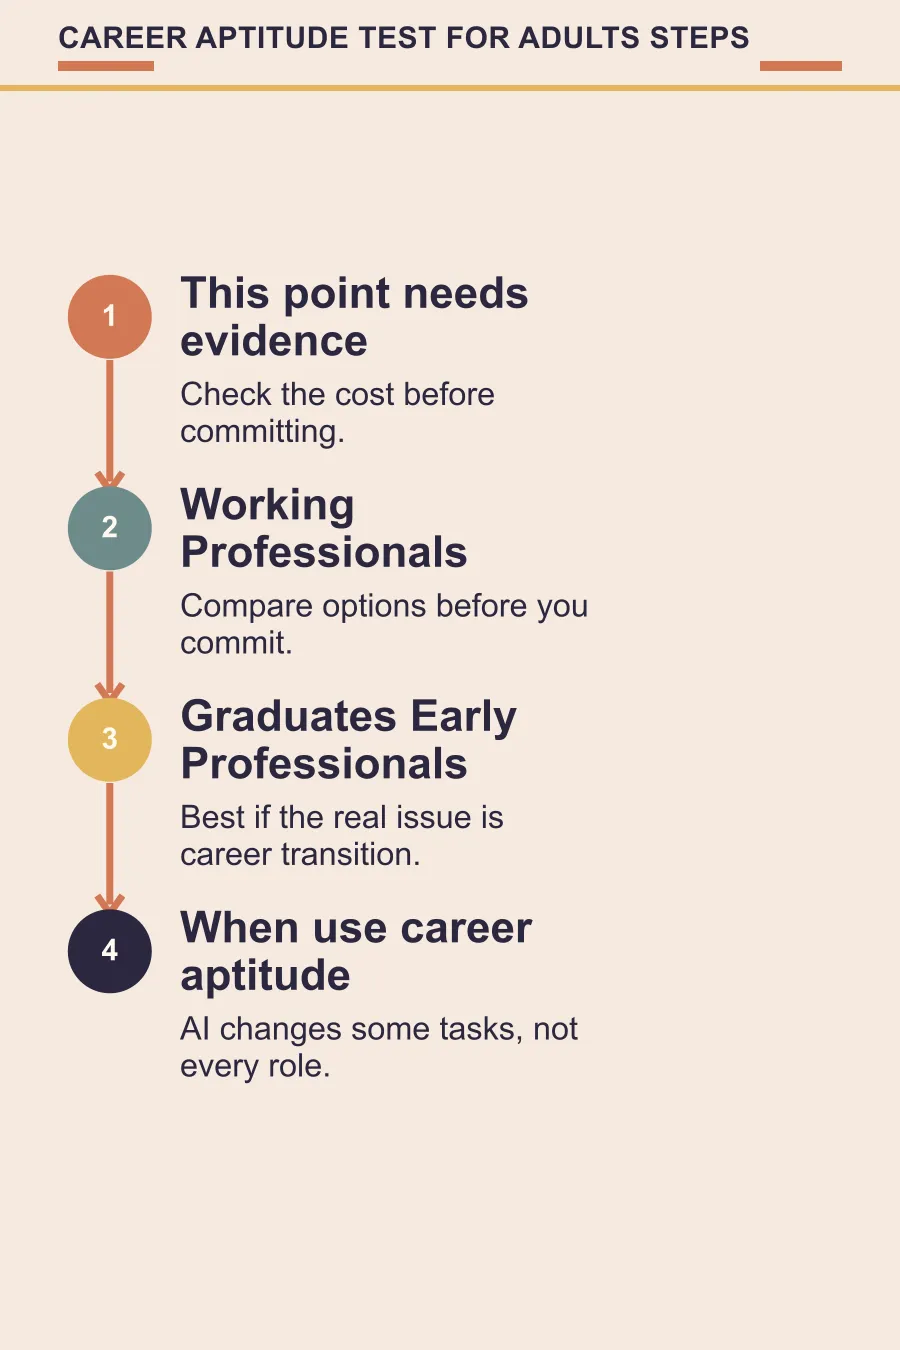 CAREER APTITUDE TEST FOR ADULTS STEPS
1
This point needs
evidence
Check the cost before
committing.
2
Working
Professionals
Compare options before you
commit.
3
Graduates Early
Professionals
Best if the real issue is
career transition.
4
When use career
aptitude
AI changes some tasks, not
every role.